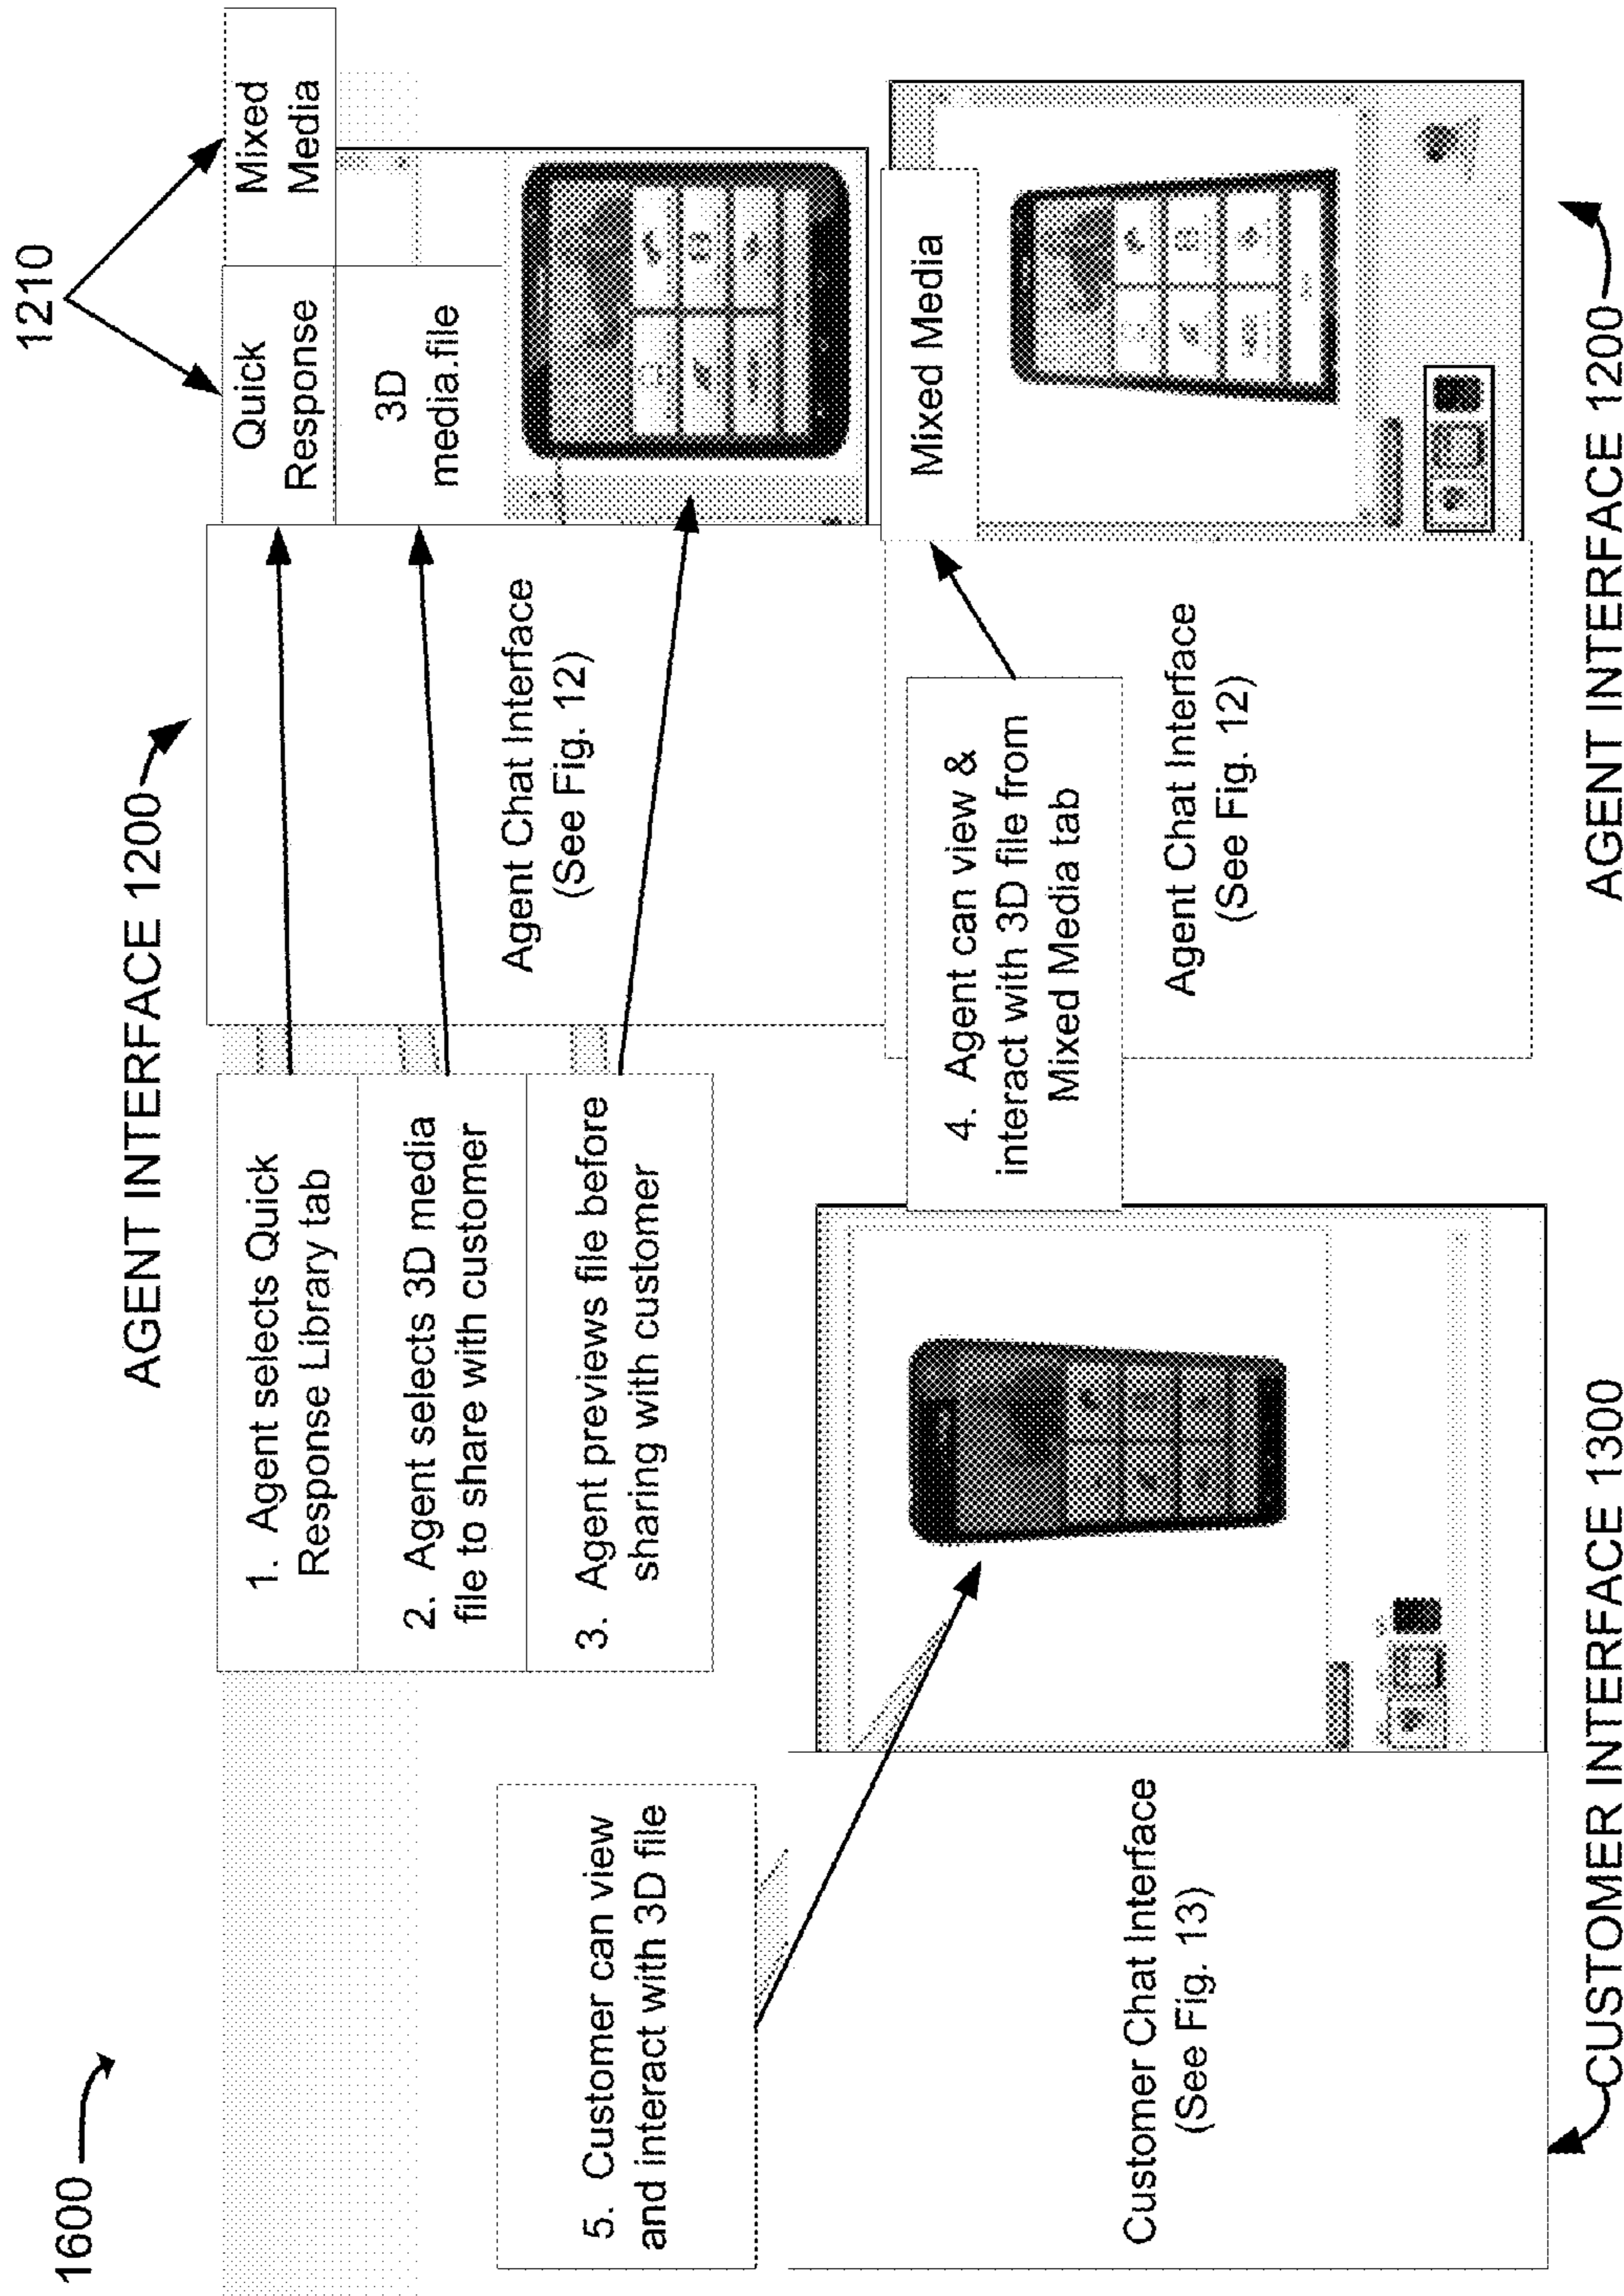 1600
AGENT INTERFACE 1200
1210
1. Agent selects Quick
Response Library tab
2. Agent selects 3D media
file to share with customer
3. Agent previews file before
sharing with customer
Agent Chat Interface
(See Fig. 12)
Quick
Response
Mixed
Media
3D
media.file
5. Customer can view
and interact with 3D file
4. Agent can view &
interact with 3D file from
Mixed Media tab
Mixed Media
Customer Chat Interface
(See Fig. 13)
Agent Chat Interface
(See Fig. 12)
CUSTOMER INTERFACE 1300
AGENT INTERFACE 1200